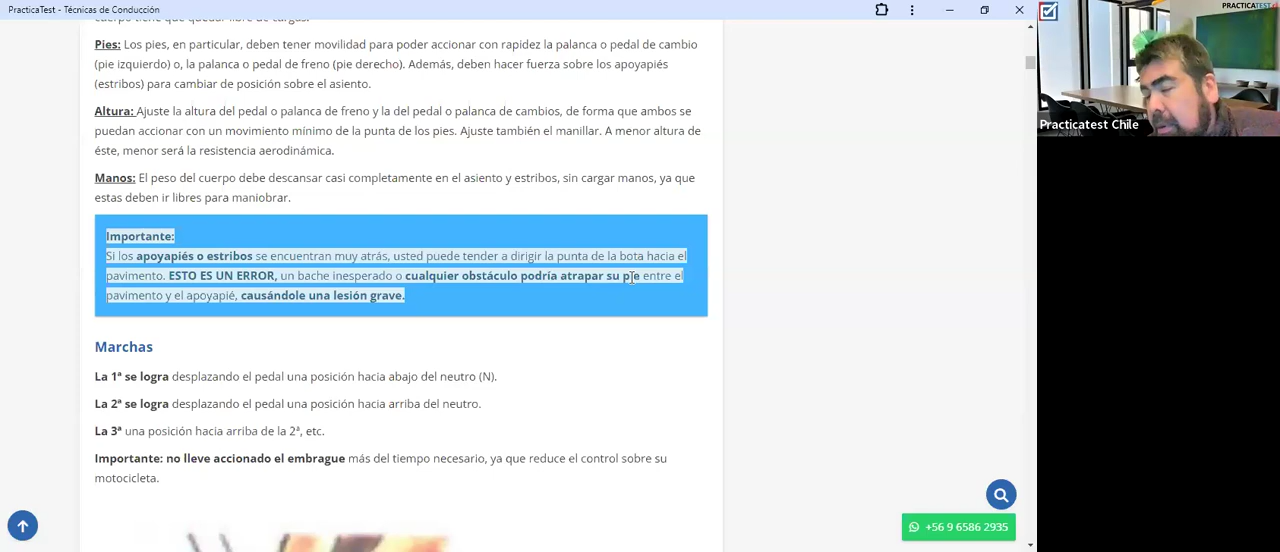 PracticaTest - Técnicas de Conducción
PRACTICATEST.cl
cuerpo tiene que quedar libre de cargas.
Pies: Los pies, en particular, deben tener movilidad para poder accionar con rapidez la palanca o pedal de cambio
(pie izquierdo) o, la palanca o pedal de freno (pie derecho). Además, deben hacer fuerza sobre los apoyapiés
(estribos) para cambiar de posición sobre el asiento.
Altura: Ajuste la altura del pedal o palanca de freno y la del pedal o palanca de cambios, de forma que ambos se
puedan accionar con un movimiento mínimo de la punta de los pies. Ajuste también el manillar. A menor altura de
éste, menor será la resistencia aerodinámica.
Practicatest Chile
Manos: El peso del cuerpo debe descansar casi completamente en el asiento y estribos, sin cargar manos, ya que
estas deben ir libres para maniobrar.
Importante:
Si los apoyapiés o estribos se encuentran muy atrás, usted puede tender a dirigir la punta de la bota hacia el
pavimento. ESTO ES UN ERROR, un bache inesperado o cualquier obstáculo podría atrapar su pie entre el
pavimento y el apoyapié, causándole una lesión grave.
Marchas
La 1ª se logra desplazando el pedal una posición hacia abajo del neutro (N).
La 2ª se logra desplazando el pedal una posición hacia arriba del neutro.
La 3ª una posición hacia arriba de la 2ª, etc.
Importante: no lleve accionado el embrague más del tiempo necesario, ya que reduce el control sobre su
motocicleta.
+56 9 6586 2935